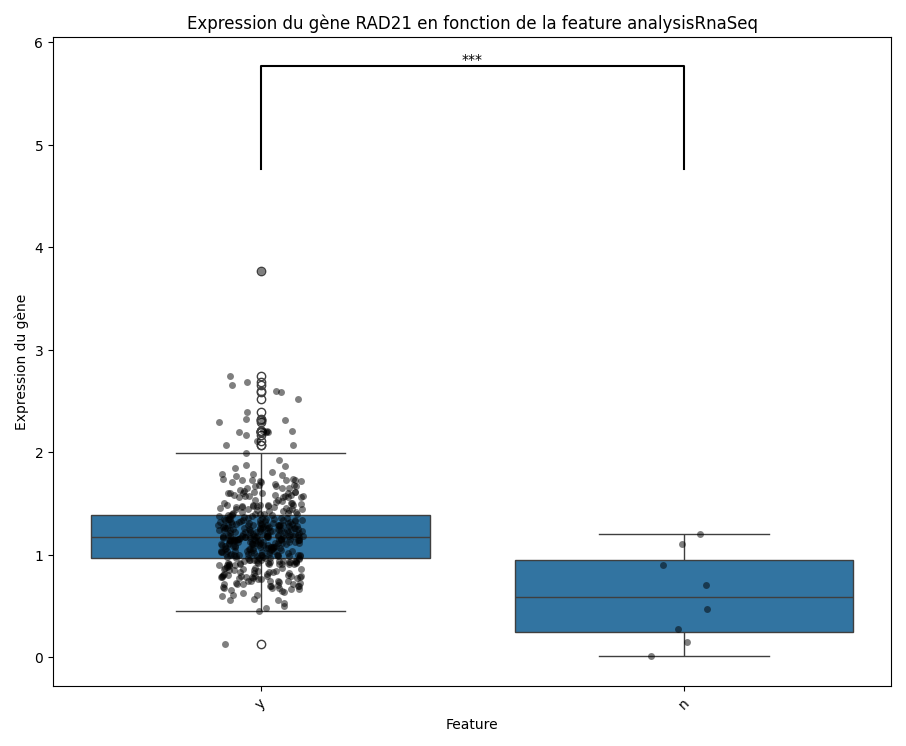 Expression du gène RAD21 en fonction de la feature analysisRnaSeq
6
***
5
4
3
2
1
0
Expression du gène
y
n
Feature